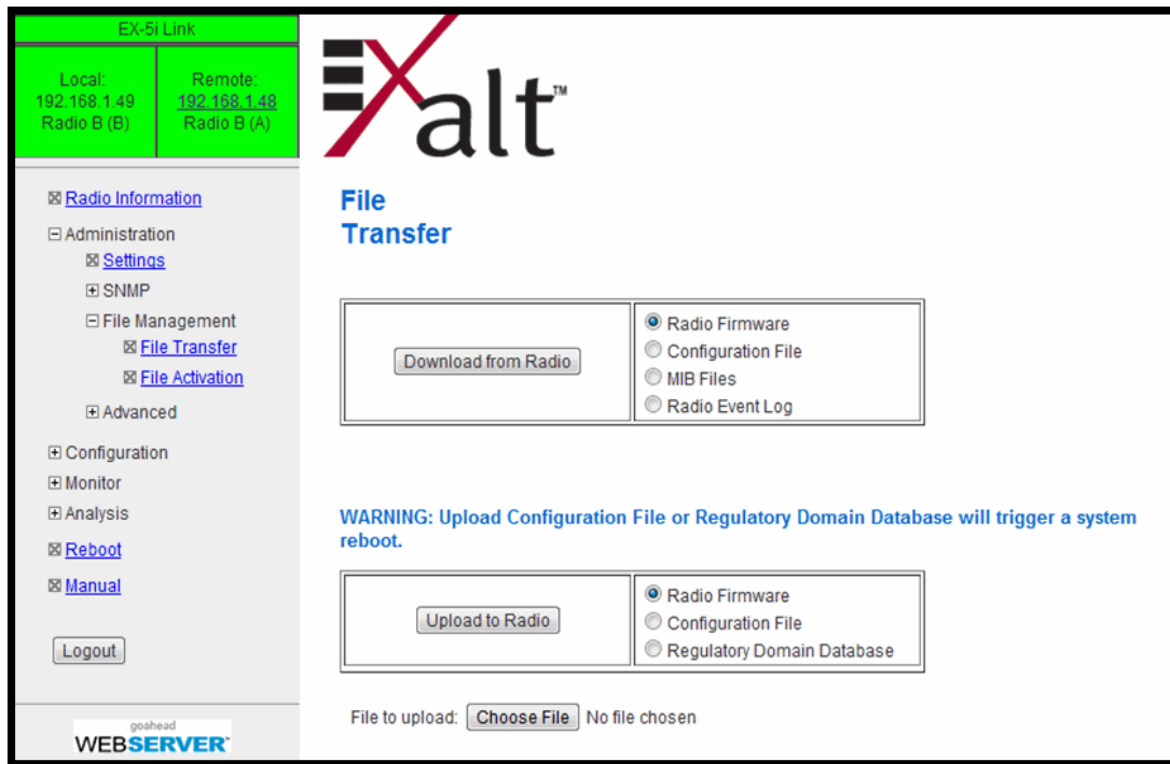 EX-5i Link
Local:
192.168.1.49
Radio B (B)
Remote:
192.168.1.48
Radio B (A)
Radio Information
Administration
Settings
SNMP
File Management
File Transfer
File Activation
Advanced
Configuration
Monitor
Analysis
Reboot
Manual
Logout
goahead
WEBSERVER™
EXalt™
File
Transfer
Download from Radio
Radio Firmware
Configuration File
MIB Files
Radio Event Log
WARNING: Upload Configuration File or Regulatory Domain Database will trigger a system
reboot.
Upload to Radio
Radio Firmware
Configuration File
Regulatory Domain Database
File to upload: Choose File No file chosen